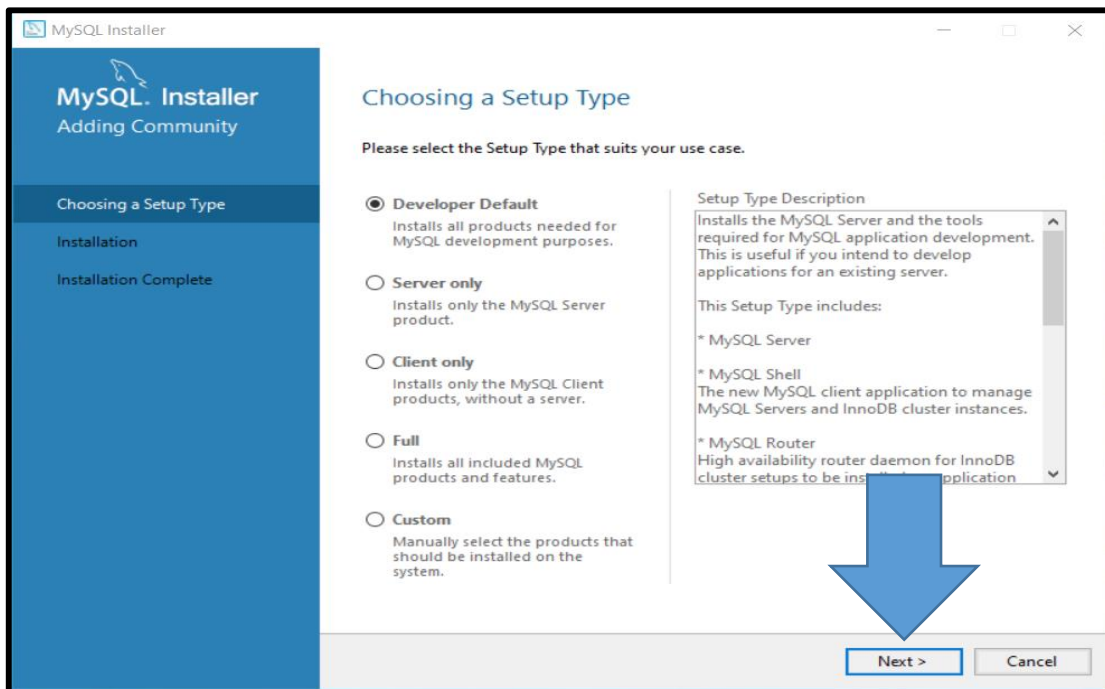 MySQL Installer
MySQL. Installer
Adding Community
Choosing a Setup Type
Installation
Installation Complete
Choosing a Setup Type
Please select the Setup Type that suits your use case.
Developer Default
Installs all products needed for
MySQL development purposes.
Server only
Installs only the MySQL Server
product.
Client only
Installs only the MySQL Client
products, without a server.
Full
Installs all included MySQL
products and features.
Custom
Manually select the products that
should be installed on the
system.
Setup Type Description
Installs the MySQL Server and the tools
required for MySQL application development.
This is useful if you intend to develop
applications for an existing server.
This Setup Type includes:
* MySQL Server
* MySQL Shell
The new MySQL client application to manage
MySQL Servers and InnoDB cluster instances.
* MySQL Router
High availability router daemon for InnoDB
cluster setups to be
Next >
Cancel